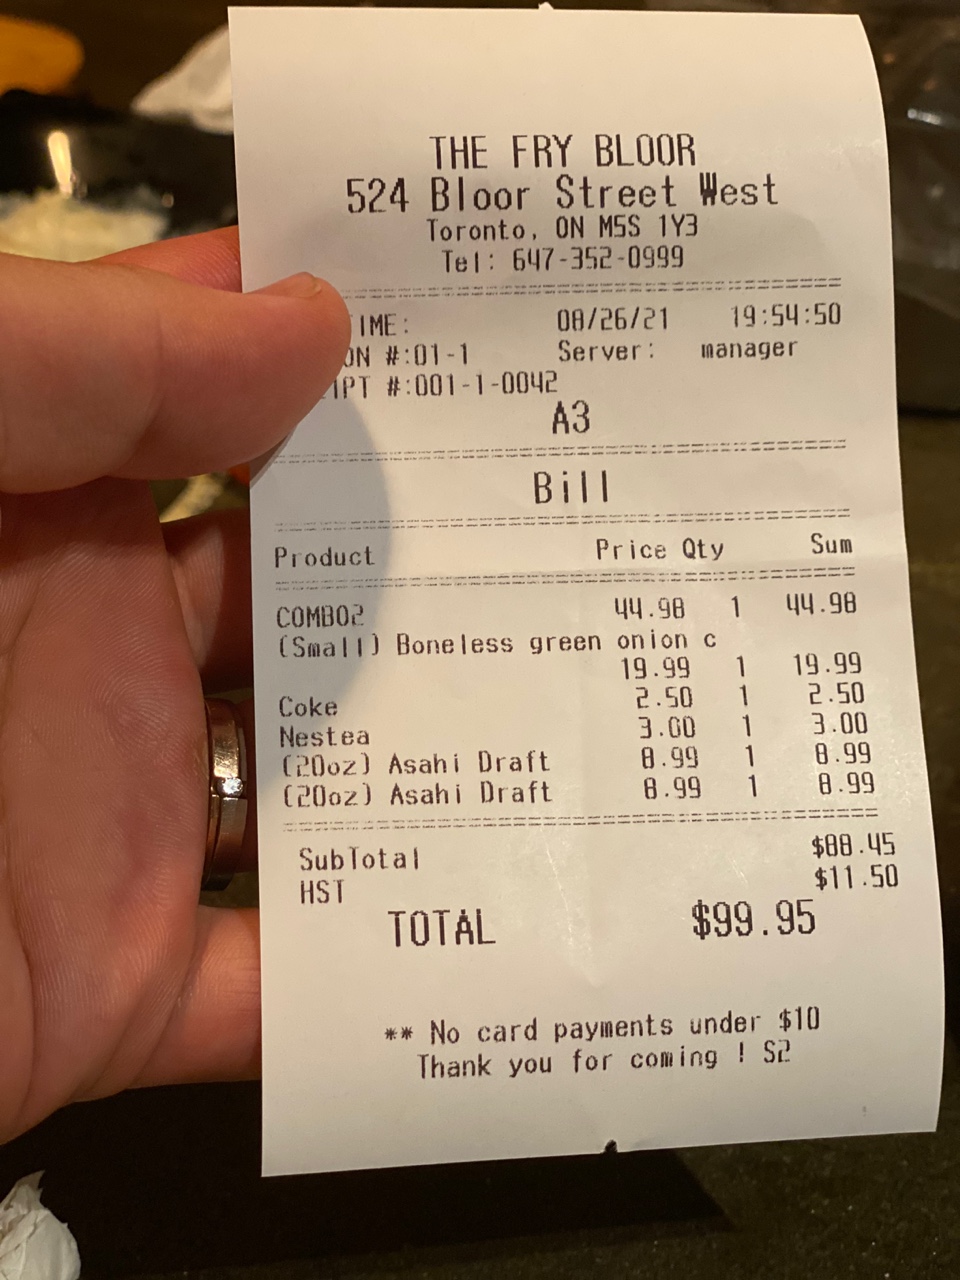 THE FRY BLOOR
524 Bloor Street West
Toronto, ON M5S 1Y3
Tel: 647-352-0999
TIME: 08/26/21 19:54:50
ON #:01-1 Server: manager
IPT #:001-1-0042
A3
Bill
Product Price Qty Sum
COMBO2 44.98 1 44.98
(Small) Boneless green onion c
19.99 1 19.99
Coke 2.50 1 2.50
Nestea 3.00 1 3.00
(20oz) Asahi Draft 8.99 1 8.99
(20oz) Asahi Draft 8.99 1 8.99
SubTotal $88.45
HST $11.50
TOTAL $99.95
** No card payments under $10
Thank you for coming ! S2